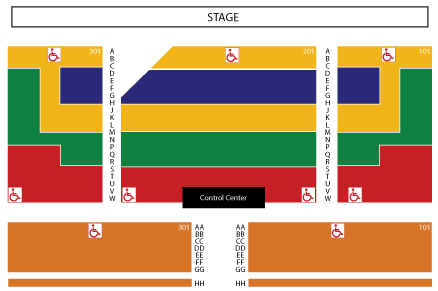 STAGE
301
201
101
A A
B B
C C
D D
E E
F F
G G
H H
J J
K K
L L
M M
N N
P P
Q Q
R R
S S
T T
U U
V V
W W
Control Center
301
101
AA AA
BB BB
CC CC
DD DD
EE EE
FF FF
GG GG
HH HH